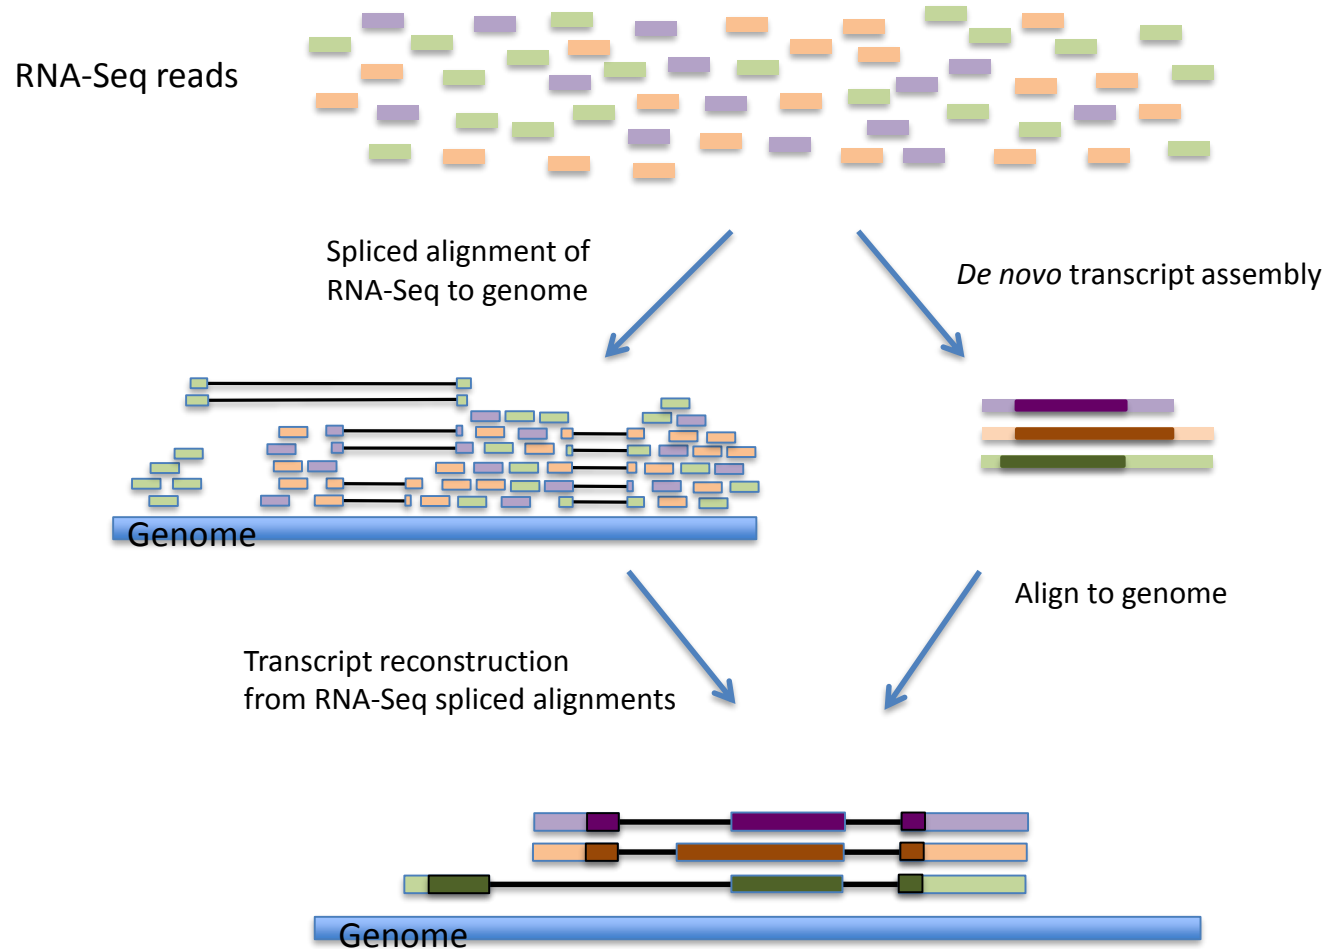 RNA-Seq reads
Spliced alignment of
RNA-Seq to genome
De novo transcript assembly
Genome
Align to genome
Transcript reconstruction
from RNA-Seq spliced alignments
Genome